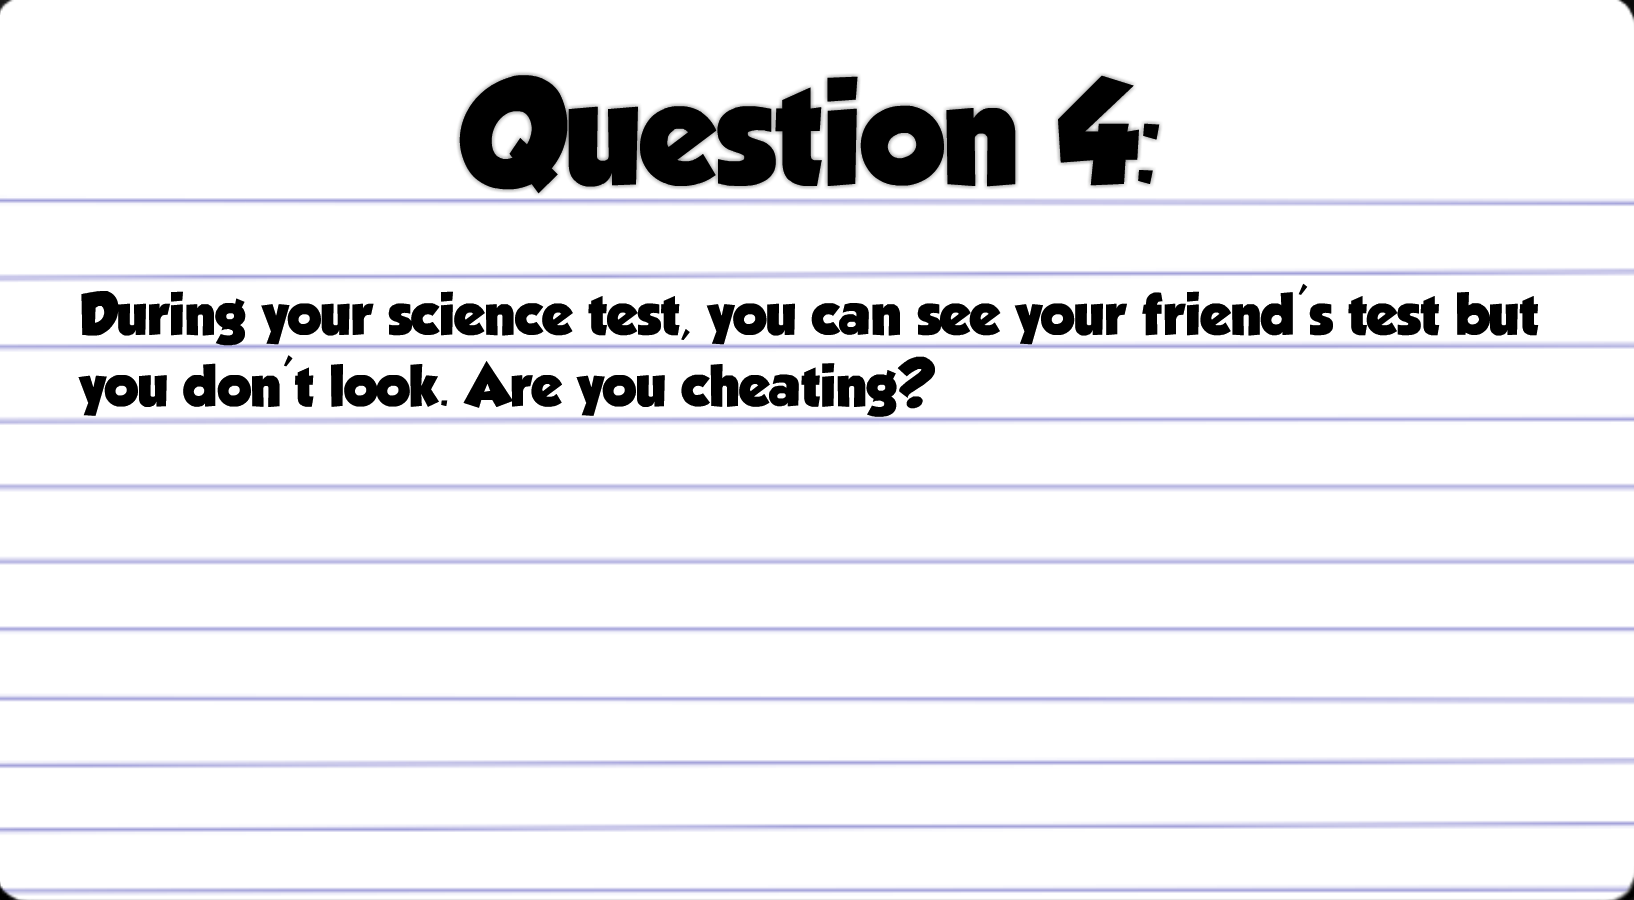 Question 4:
During your science test, you can see your friend's test but
you don't look. Are you cheating?